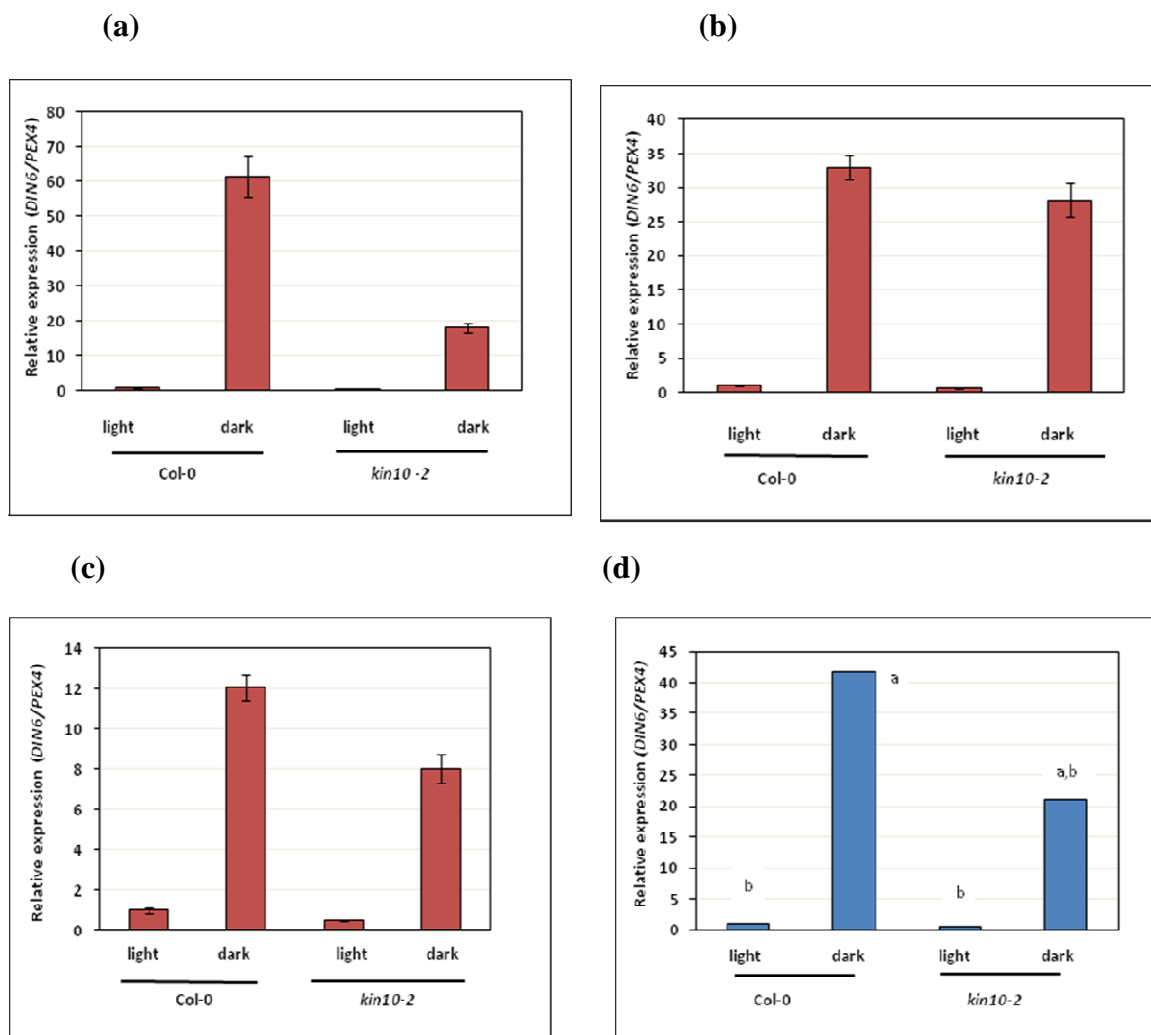 (a)
Relative expression (DIN6/PEX4)
80
70
60
50
40
30
20
10
0
light dark light dark
Col-0 kin10 -2
(b)
Relative expression (DIN6/PEX4)
40
35
30
25
20
15
10
5
0
light dark light dark
Col-0 kin10-2
(c)
Relative expression (DIN6/PEX4)
14
12
10
8
6
4
2
0
light dark light dark
Col-0 kin10-2
(d)
Relative expression (DIN6/PEX4)
45
40
35
30
25
20
15
10
5
0
b a b a,b
light dark light dark
Col-0 kin10-2